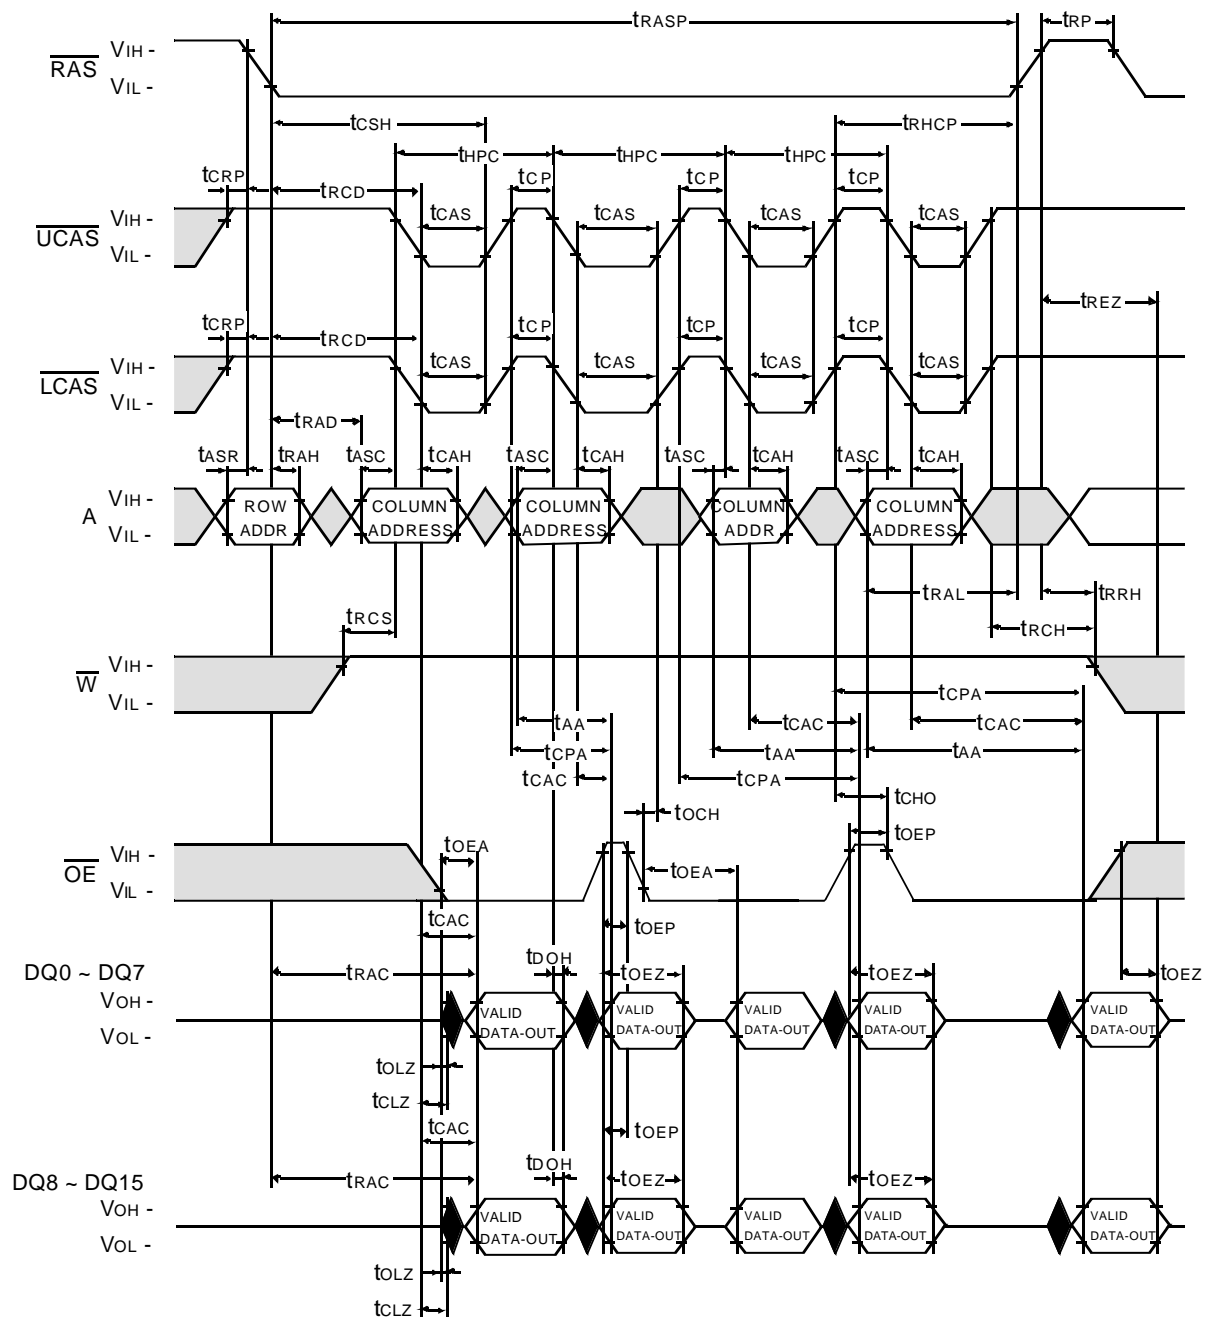 tRASP tRP
RAS VIH -
VIL -
tCSH tRHCP
tHPC tHPC tHPC
tCRP tRCD tCP tCP tCP
UCAS VIH - tCAS tCAS tCAS tCAS
VIL -
tREZ
tCRP tRCD tCP tCP tCP
LCAS VIH - tCAS tCAS tCAS tCAS
VIL -
tRAD
tASR tRAH tASC tCAH tASC tCAH tASC tCAH tASC tCAH
A VIH - ROW COLUMN COLUMN COLUMN COLUMN
VIL - ADDR ADDRESS ADDRESS ADDR ADDRESS
tRAL tRRH
tRCS tRCH
W VIH -
VIL -
tCPA
tAA tCAC tCAC
tCPA tAA tAA
tCAC tCPA
tCHO
tOCH
tOEP
OE VIH - tOEA
VIL - tOEA
tCAC tOEP
DQ0 ~ DQ7 tRAC tDOH tOEZ tOEZ tOEZ
VOH - VALID VALID VALID VALID VALID
VOL - DATA-OUT DATA-OUT DATA-OUT DATA-OUT DATA-OUT
tOLZ
tCLZ
tCAC tOEP
tDOH
DQ8 ~ DQ15 tRAC tOEZ tOEZ
VOH - VALID VALID VALID VALID VALID
VOL - DATA-OUT DATA-OUT DATA-OUT DATA-OUT DATA-OUT
tOLZ
tCLZ